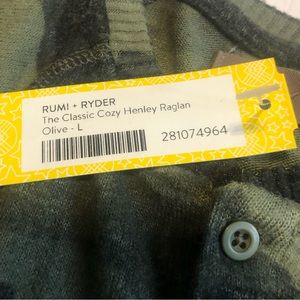 RUMI + RYDER
The Classic Cozy Henley Raglan
Olive - L
281074964